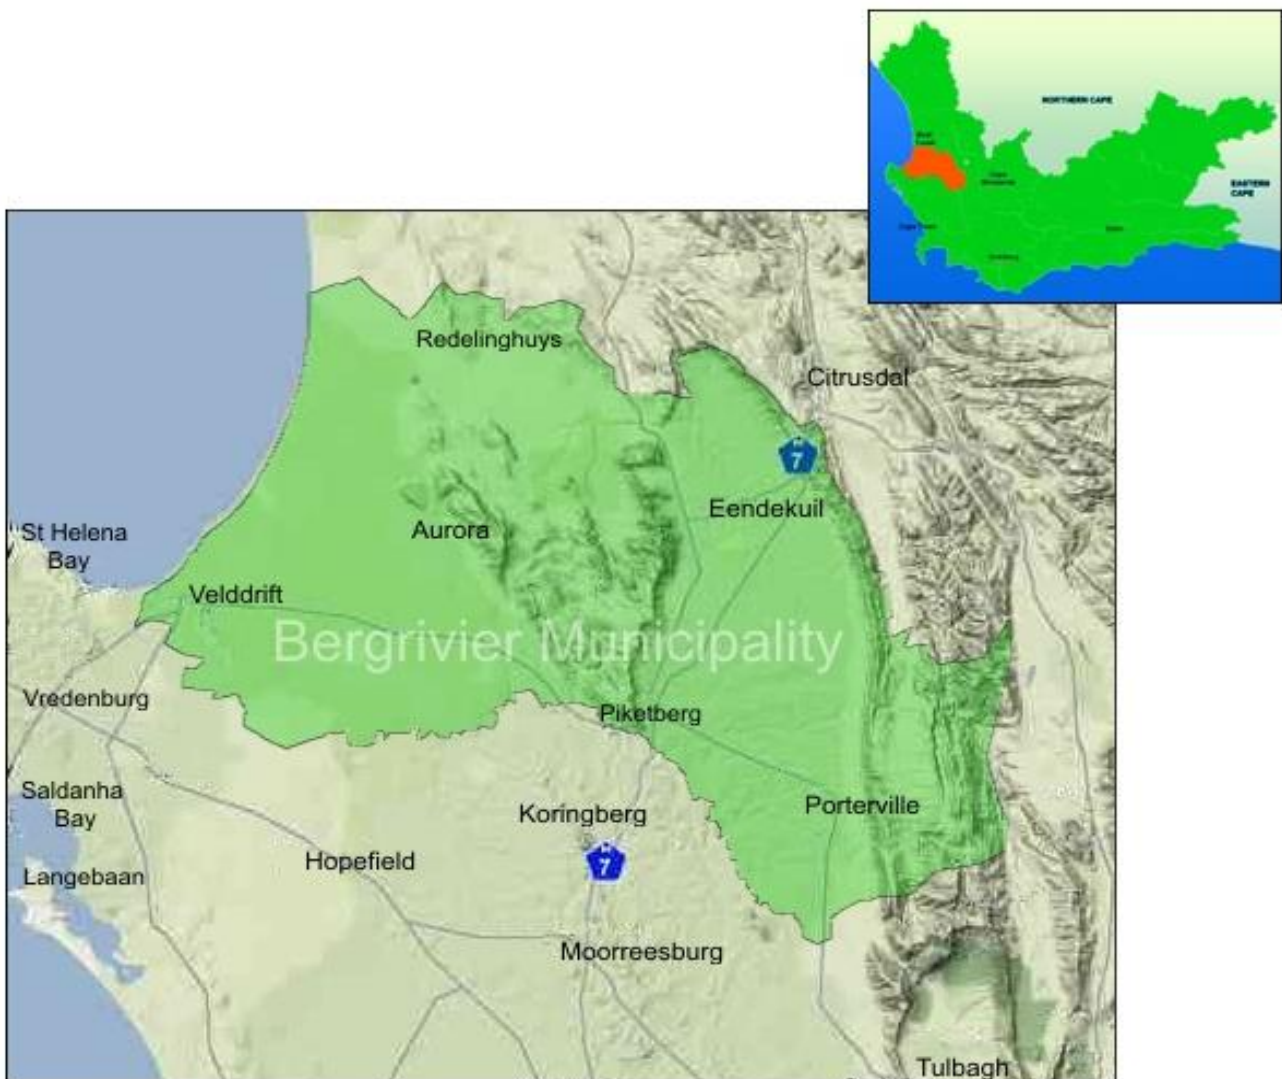 NORTHERN CAPE
EASTERN
CAPE
Redelinghuys
Citrusdal
7
Eendekuil
Aurora
St Helena
Bay
Velddrift
Bergrivier Municipality
Vredenburg
Piketberg
Saldanha
Bay
Koringberg
Porterville
7
Hopefield
Langebaan
Moorreesburg
Tulbagh